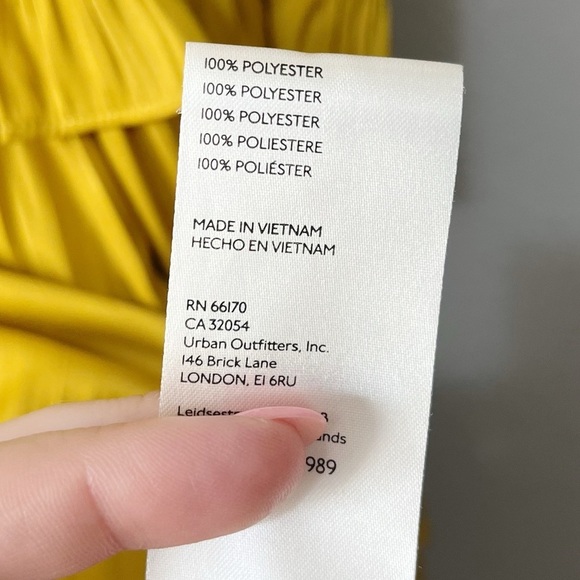 100% POLYESTER
100% POLYESTER
100% POLYESTER
100% POLIESTERE
100% POLIÉSTER
MADE IN VIETNAM
HECHO EN VIETNAM
RN 66170
CA 32054
Urban Outfitters, Inc.
146 Brick Lane
LONDON, E1 6RU
989